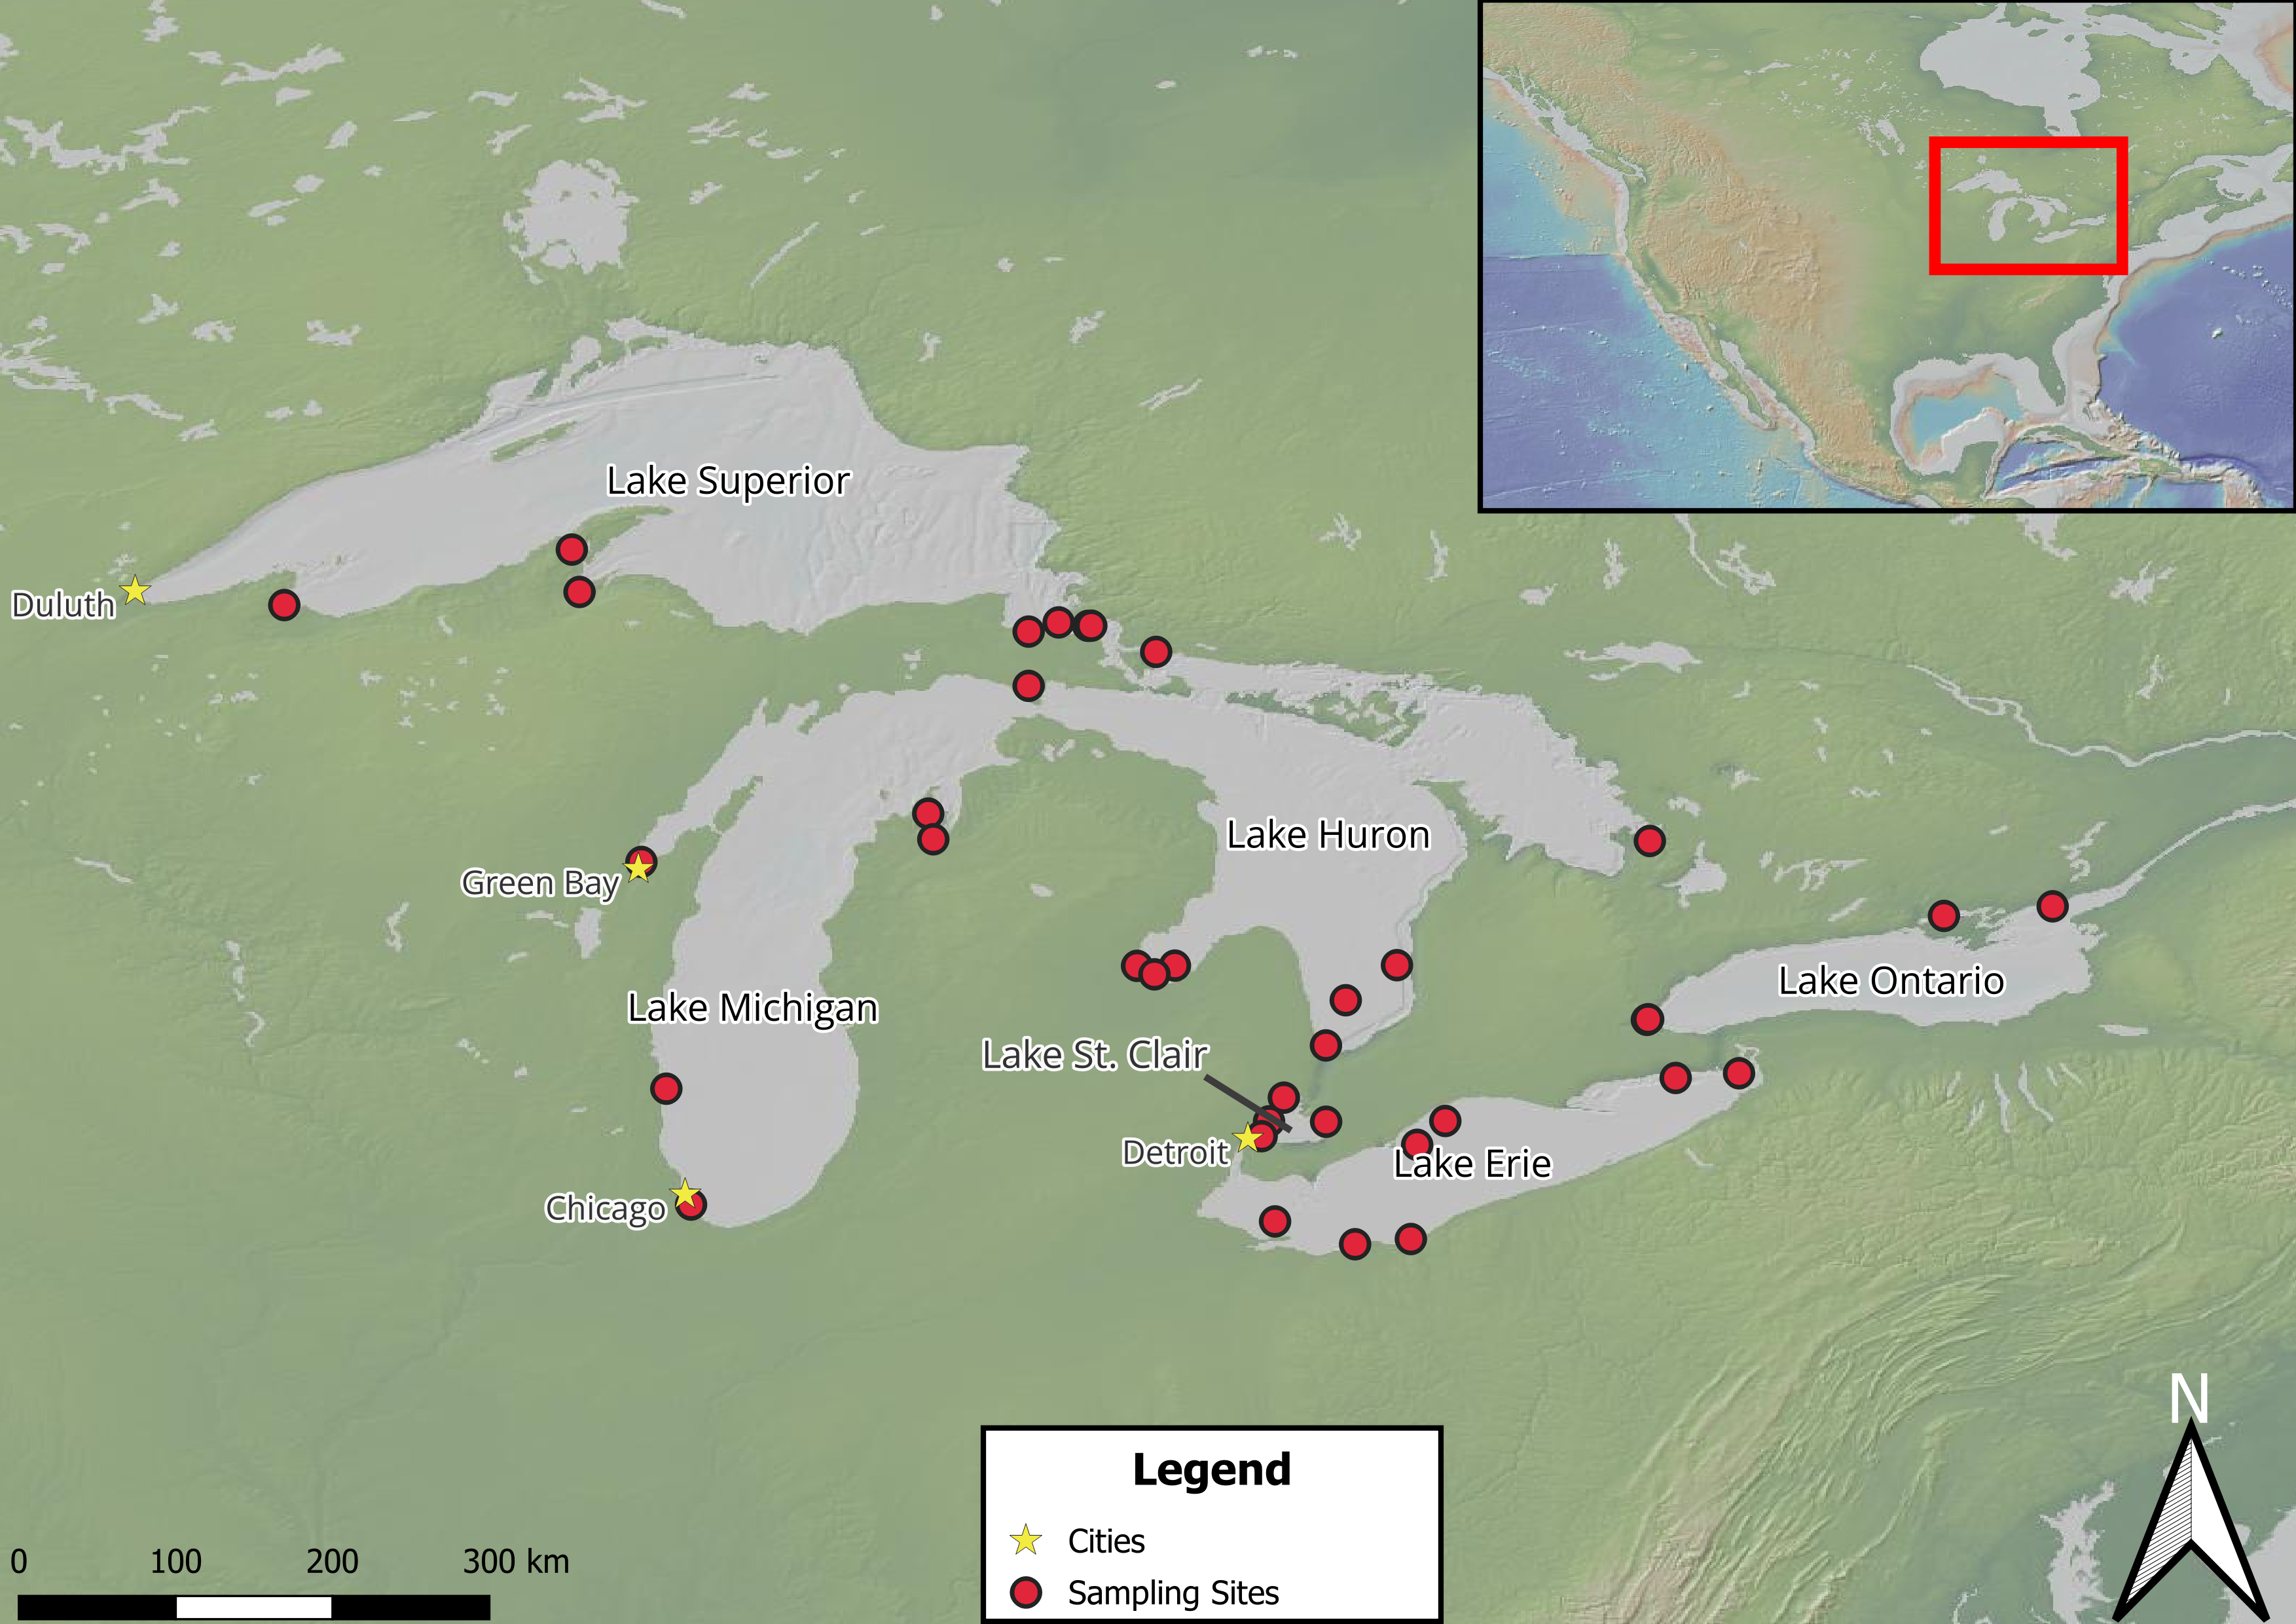 Lake Superior
Duluth
Lake Huron
Green Bay
Lake Ontario
Lake Michigan
Lake St. Clair
Detroit
Lake Erie
Chicago
N
Legend
Cities
Sampling Sites
0 100 200 300 km